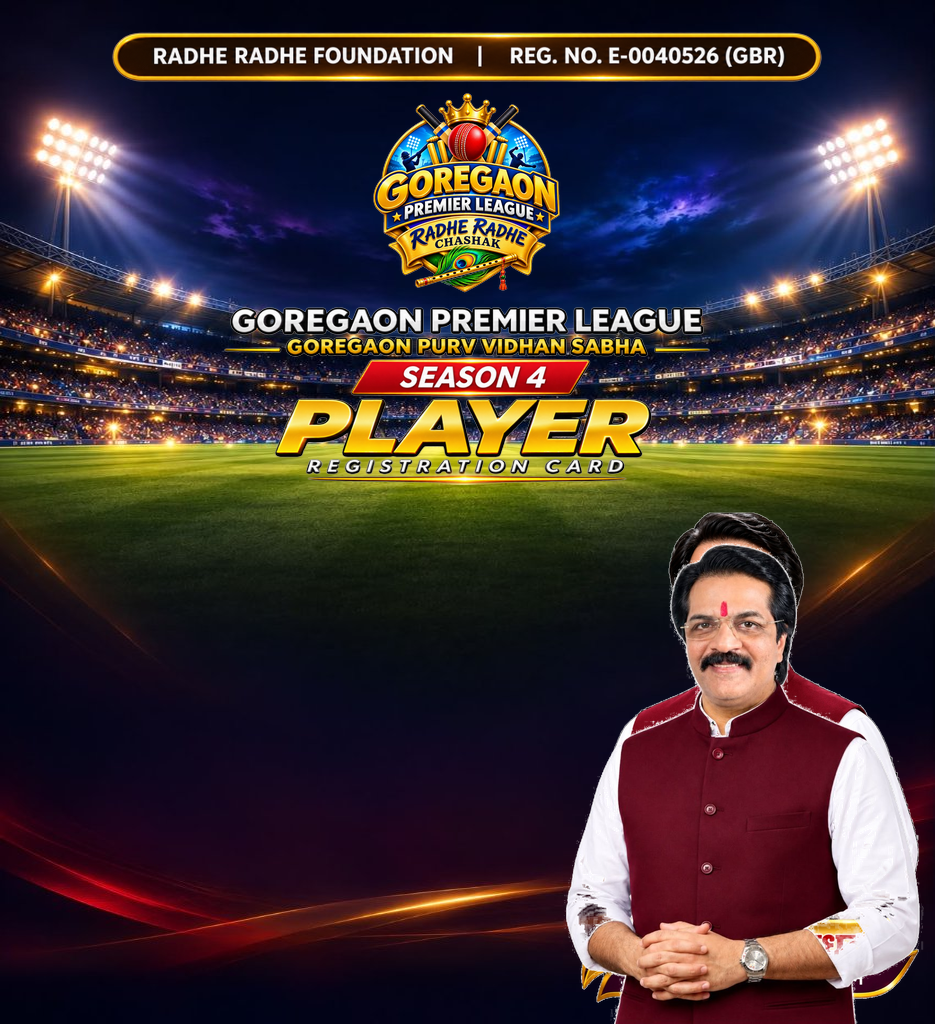 RADHE RADHE FOUNDATION | REG. NO. E-0040526 (GBR)
GOREGAON
PREMIER LEAGUE
RADHE RADHE
CHASHAK
GOREGAON PREMIER LEAGUE
GOREGAON PURV VIDHAN SABHA
SEASON 4
PLAYER
REGISTRATION CARD